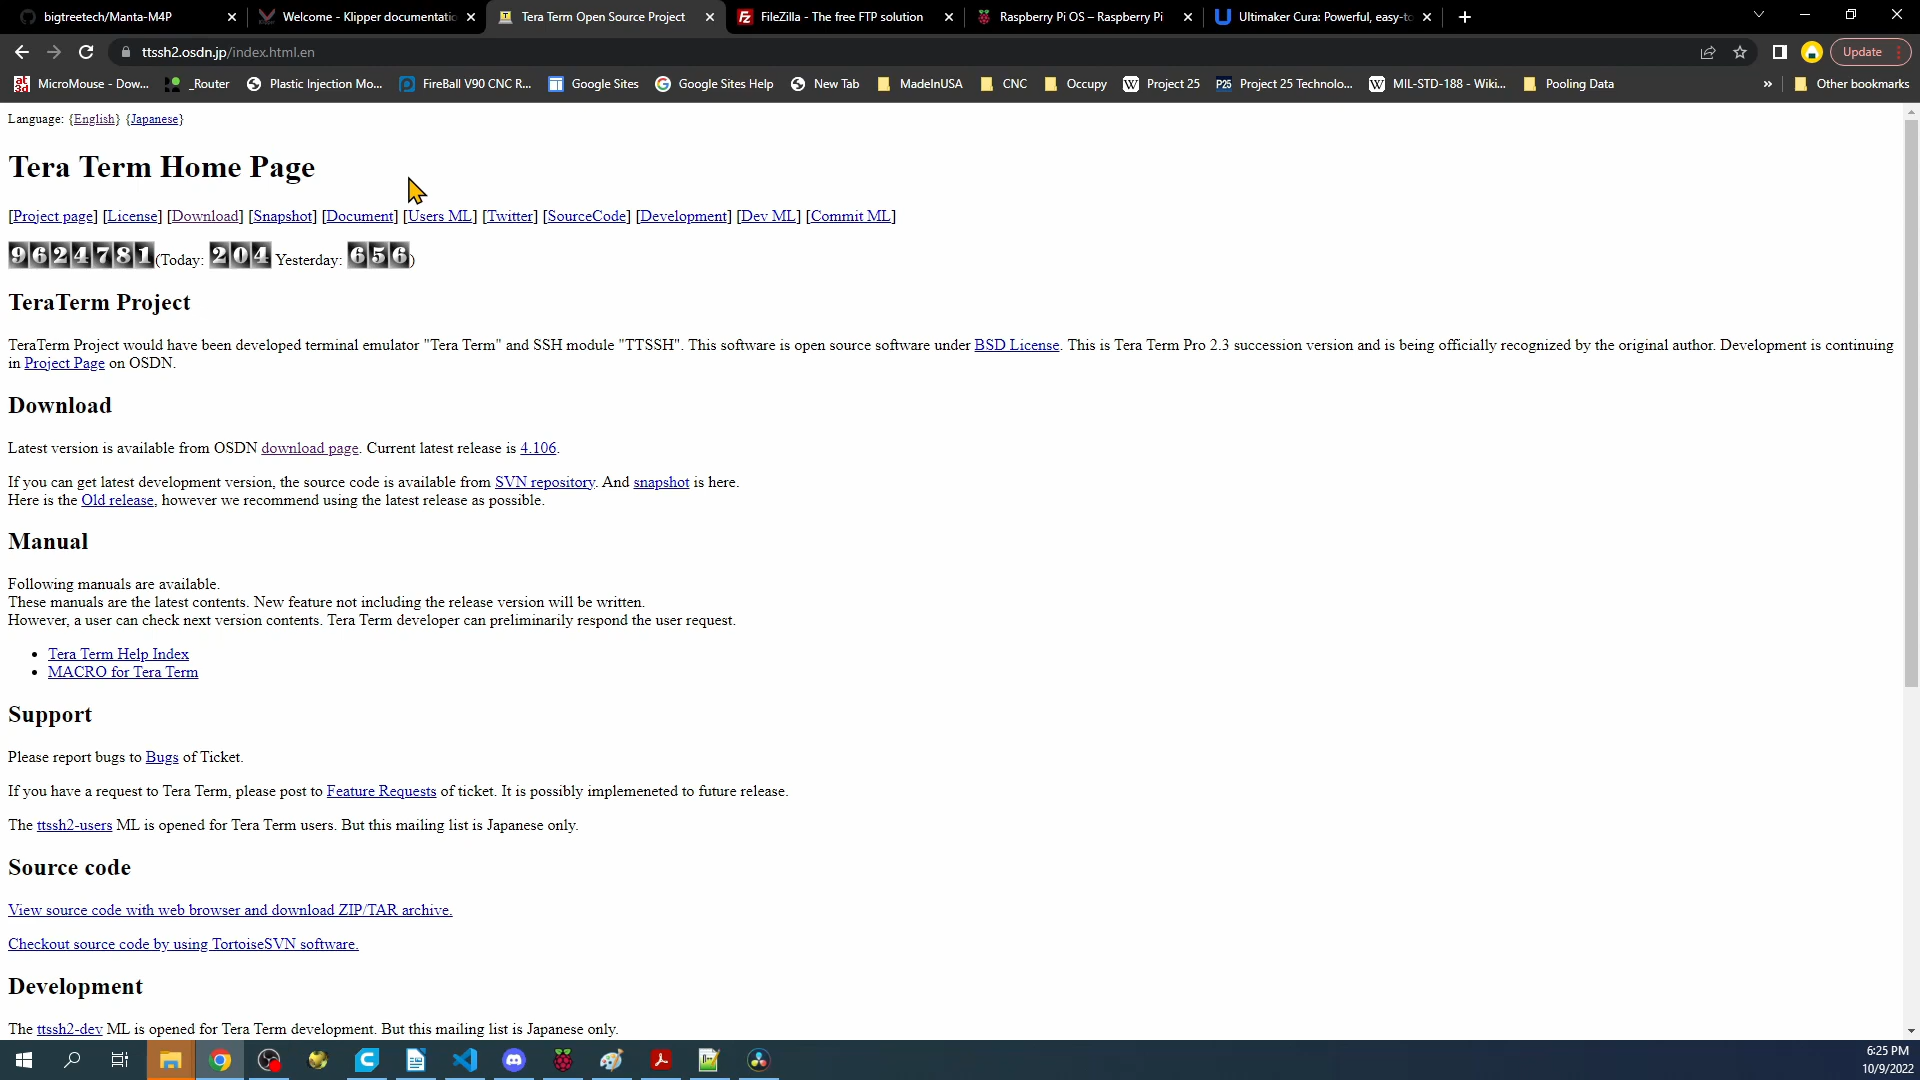 bigtreetech/Manta-M4P
Welcome - Klipper documentatio
Tera Term Open Source Project
FileZilla - The free FTP solution
Raspberry Pi OS – Raspberry Pi
Ultimaker Cura: Powerful, easy-to
ttssh2.osdn.jp/index.html.en
Update
MicroMouse - Dow...
_Router
Plastic Injection Mo...
FireBall V90 CNC R...
Google Sites
Google Sites Help
New Tab
MadeInUSA
CNC
Occupy
Project 25
Project 25 Technolo...
MIL-STD-188 - Wiki...
Pooling Data
»
Other bookmarks
Language: {English} {Japanese}
Tera Term Home Page
[Project page] [License] [Download] [Snapshot] [Document] [Users ML] [Twitter] [SourceCode] [Development] [Dev ML] [Commit ML]
9624781(Today: 204 Yesterday: 656)
TeraTerm Project
TeraTerm Project would have been developed terminal emulator "Tera Term" and SSH module "TTSSH". This software is open source software under BSD License. This is Tera Term Pro 2.3 succession version and is being officially recognized by the original author. Development is continuing
in Project Page on OSDN.
Download
Latest version is available from OSDN download page. Current latest release is 4.106.
If you can get latest development version, the source code is available from SVN repository. And snapshot is here.
Here is the Old release, however we recommend using the latest release as possible.
Manual
Following manuals are available.
These manuals are the latest contents. New feature not including the release version will be written.
However, a user can check next version contents. Tera Term developer can preliminarily respond the user request.
• Tera Term Help Index
• MACRO for Tera Term
Support
Please report bugs to Bugs of Ticket.
If you have a request to Tera Term, please post to Feature Requests of ticket. It is possibly implemeneted to future release.
The ttssh2-users ML is opened for Tera Term users. But this mailing list is Japanese only.
Source code
View source code with web browser and download ZIP/TAR archive.
Checkout source code by using TortoiseSVN software.
Development
The ttssh2-dev ML is opened for Tera Term development. But this mailing list is Japanese only.
6:25 PM
10/9/2022